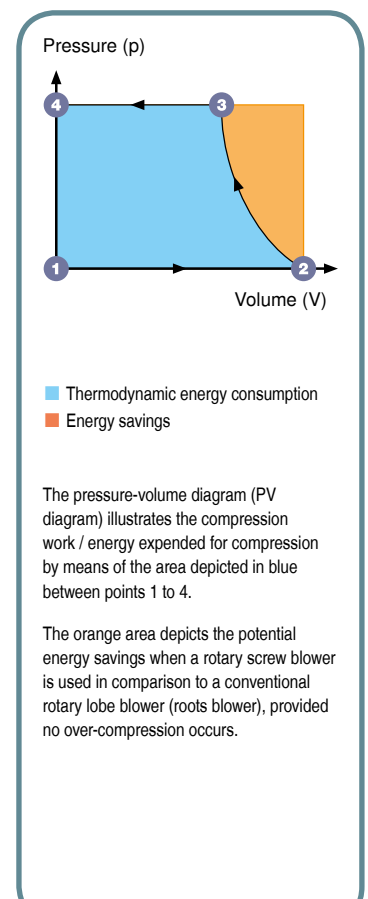 Pressure (p)
4
3
1
2
Volume (V)
Thermodynamic energy consumption
Energy savings
The pressure-volume diagram (PV
diagram) illustrates the compression
work / energy expended for compression
by means of the area depicted in blue
between points 1 to 4.
The orange area depicts the potential
energy savings when a rotary screw blower
is used in comparison to a conventional
rotary lobe blower (roots blower), provided
no over-compression occurs.